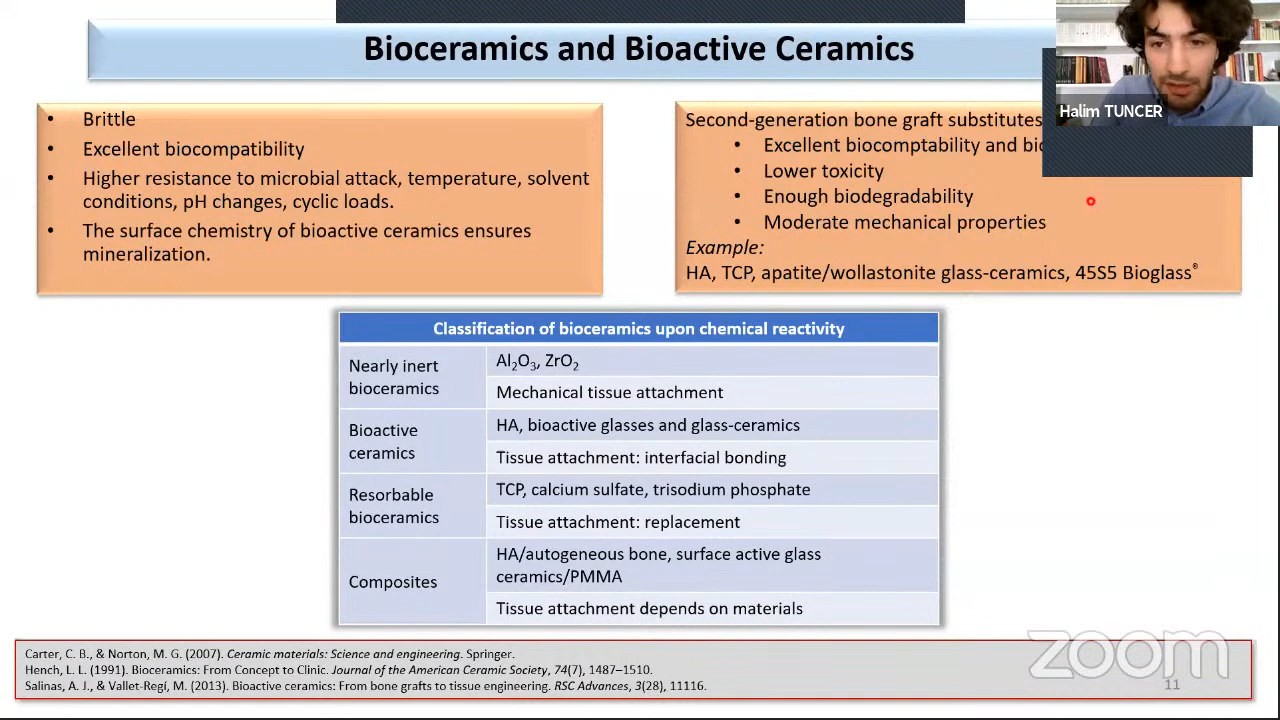 Bioceramics and Bioactive Ceramics
Halim TUNCER
• Brittle
• Excellent biocompatibility
• Higher resistance to microbial attack, temperature, solvent
conditions, pH changes, cyclic loads.
• The surface chemistry of bioactive ceramics ensures
mineralization.
Second-generation bone graft substitutes
• Excellent biocomptability and
• Lower toxicity
• Enough biodegradability
• Moderate mechanical properties
Example:
HA, TCP, apatite/wollastonite glass-ceramics, 45S5 Bioglass®
Classification of bioceramics upon chemical reactivity
Nearly inert
bioceramics
Al₂O₃, ZrO₂
Mechanical tissue attachment
Bioactive
ceramics
HA, bioactive glasses and glass-ceramics
Tissue attachment: interfacial bonding
Resorbable
bioceramics
TCP, calcium sulfate, trisodium phosphate
Tissue attachment: replacement
Composites
HA/autogeneous bone, surface active glass
ceramics/PMMA
Tissue attachment depends on materials
Carter, C. B., & Norton, M. G. (2007). Ceramic materials: Science and engineering. Springer.
Hench, L. L. (1991). Bioceramics: From Concept to Clinic. Journal of the American Ceramic Society, 74(7), 1487–1510.
Salinas, A. J., & Vallet-Regí, M. (2013). Bioactive ceramics: From bone grafts to tissue engineering. RSC Advances, 3(28), 11116.
zoom
11